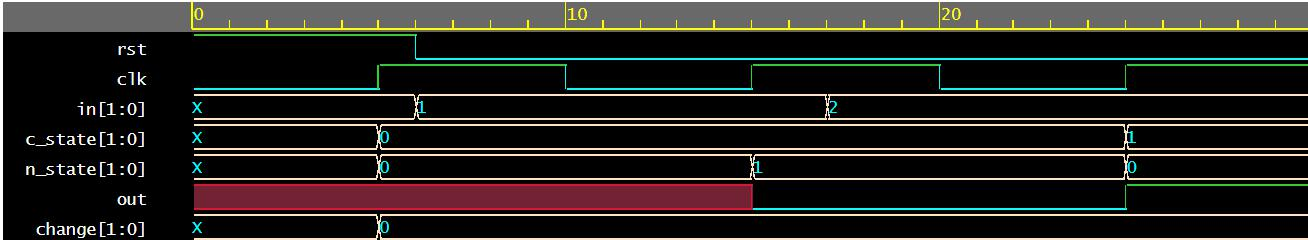 0 10 20
rst
clk
in[1:0] X 1 2
c_state[1:0] X 0 1
n_state[1:0] X 0 1 0
out
change[1:0] X 0